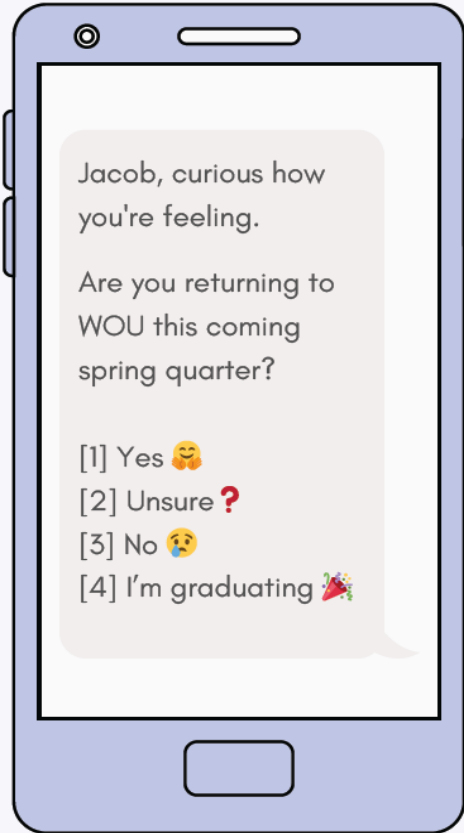 Jacob, curious how
you're feeling.
Are you returning to
WOU this coming
spring quarter?
[1] Yes 🤗
[2] Unsure❓
[3] No 😢
[4] I’m graduating 🎉